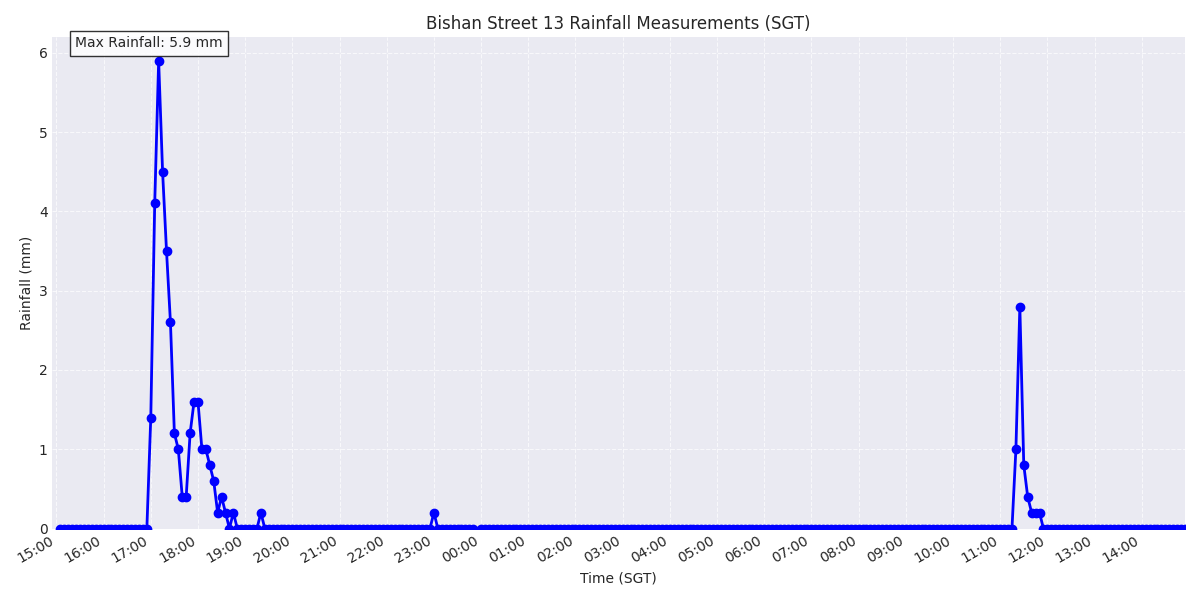 Bishan Street 13 Rainfall Measurements (SGT)
Max Rainfall: 5.9 mm
6
5
4
3
2
1
0
Rainfall (mm)
15:00 16:00 17:00 18:00 19:00 20:00 21:00 22:00 23:00 00:00 01:00 02:00 03:00 04:00 05:00 06:00 07:00 08:00 09:00 10:00 11:00 12:00 13:00 14:00
Time (SGT)